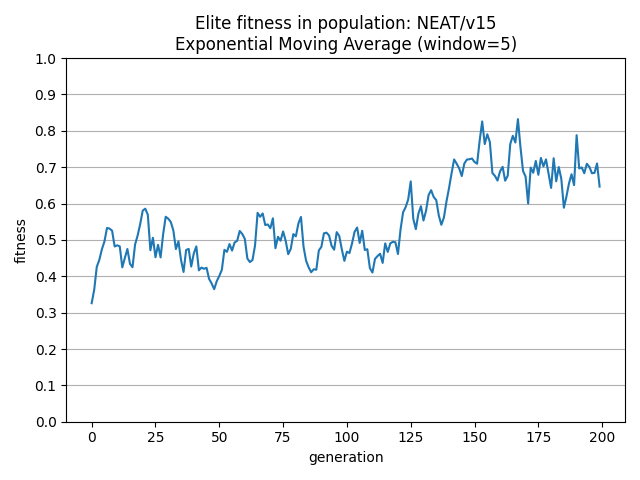 Elite fitness in population: NEAT/v15
Exponential Moving Average (window=5)
1.0
0.9
0.8
0.7
0.6
0.5
0.4
0.3
0.2
0.1
0.0
fitness
0 25 50 75 100 125 150 175 200
generation